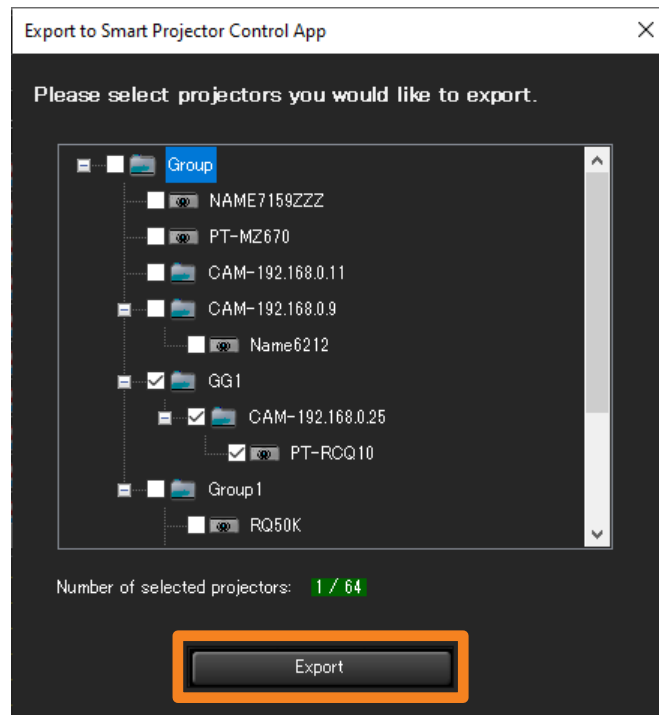 Export to Smart Projector Control App
Please select projectors you would like to export.
Group
NAME7159ZZZ
PT-MZ670
CAM-192.168.0.11
CAM-192.168.0.9
Name6212
GG1
CAM-192.168.0.25
PT-RCQ10
Group1
RQ50K
Number of selected projectors: 1 / 64
Export